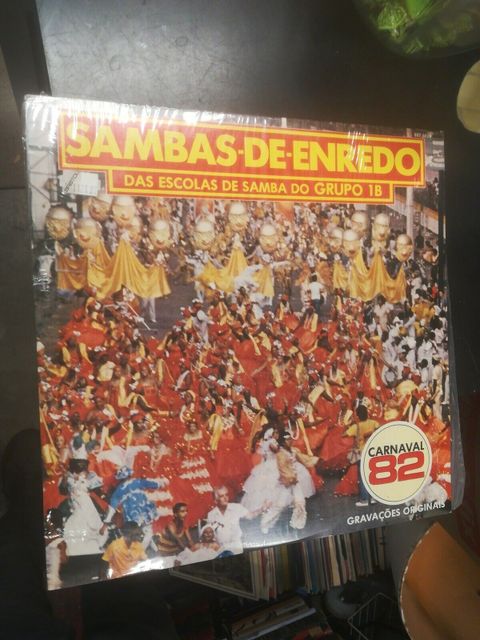 SAMBAS-DE-ENREDO
DAS ESCOLAS DE SAMBA DO GRUPO 1B
CARNAVAL
82
GRAVAÇÕES ORIGINAIS